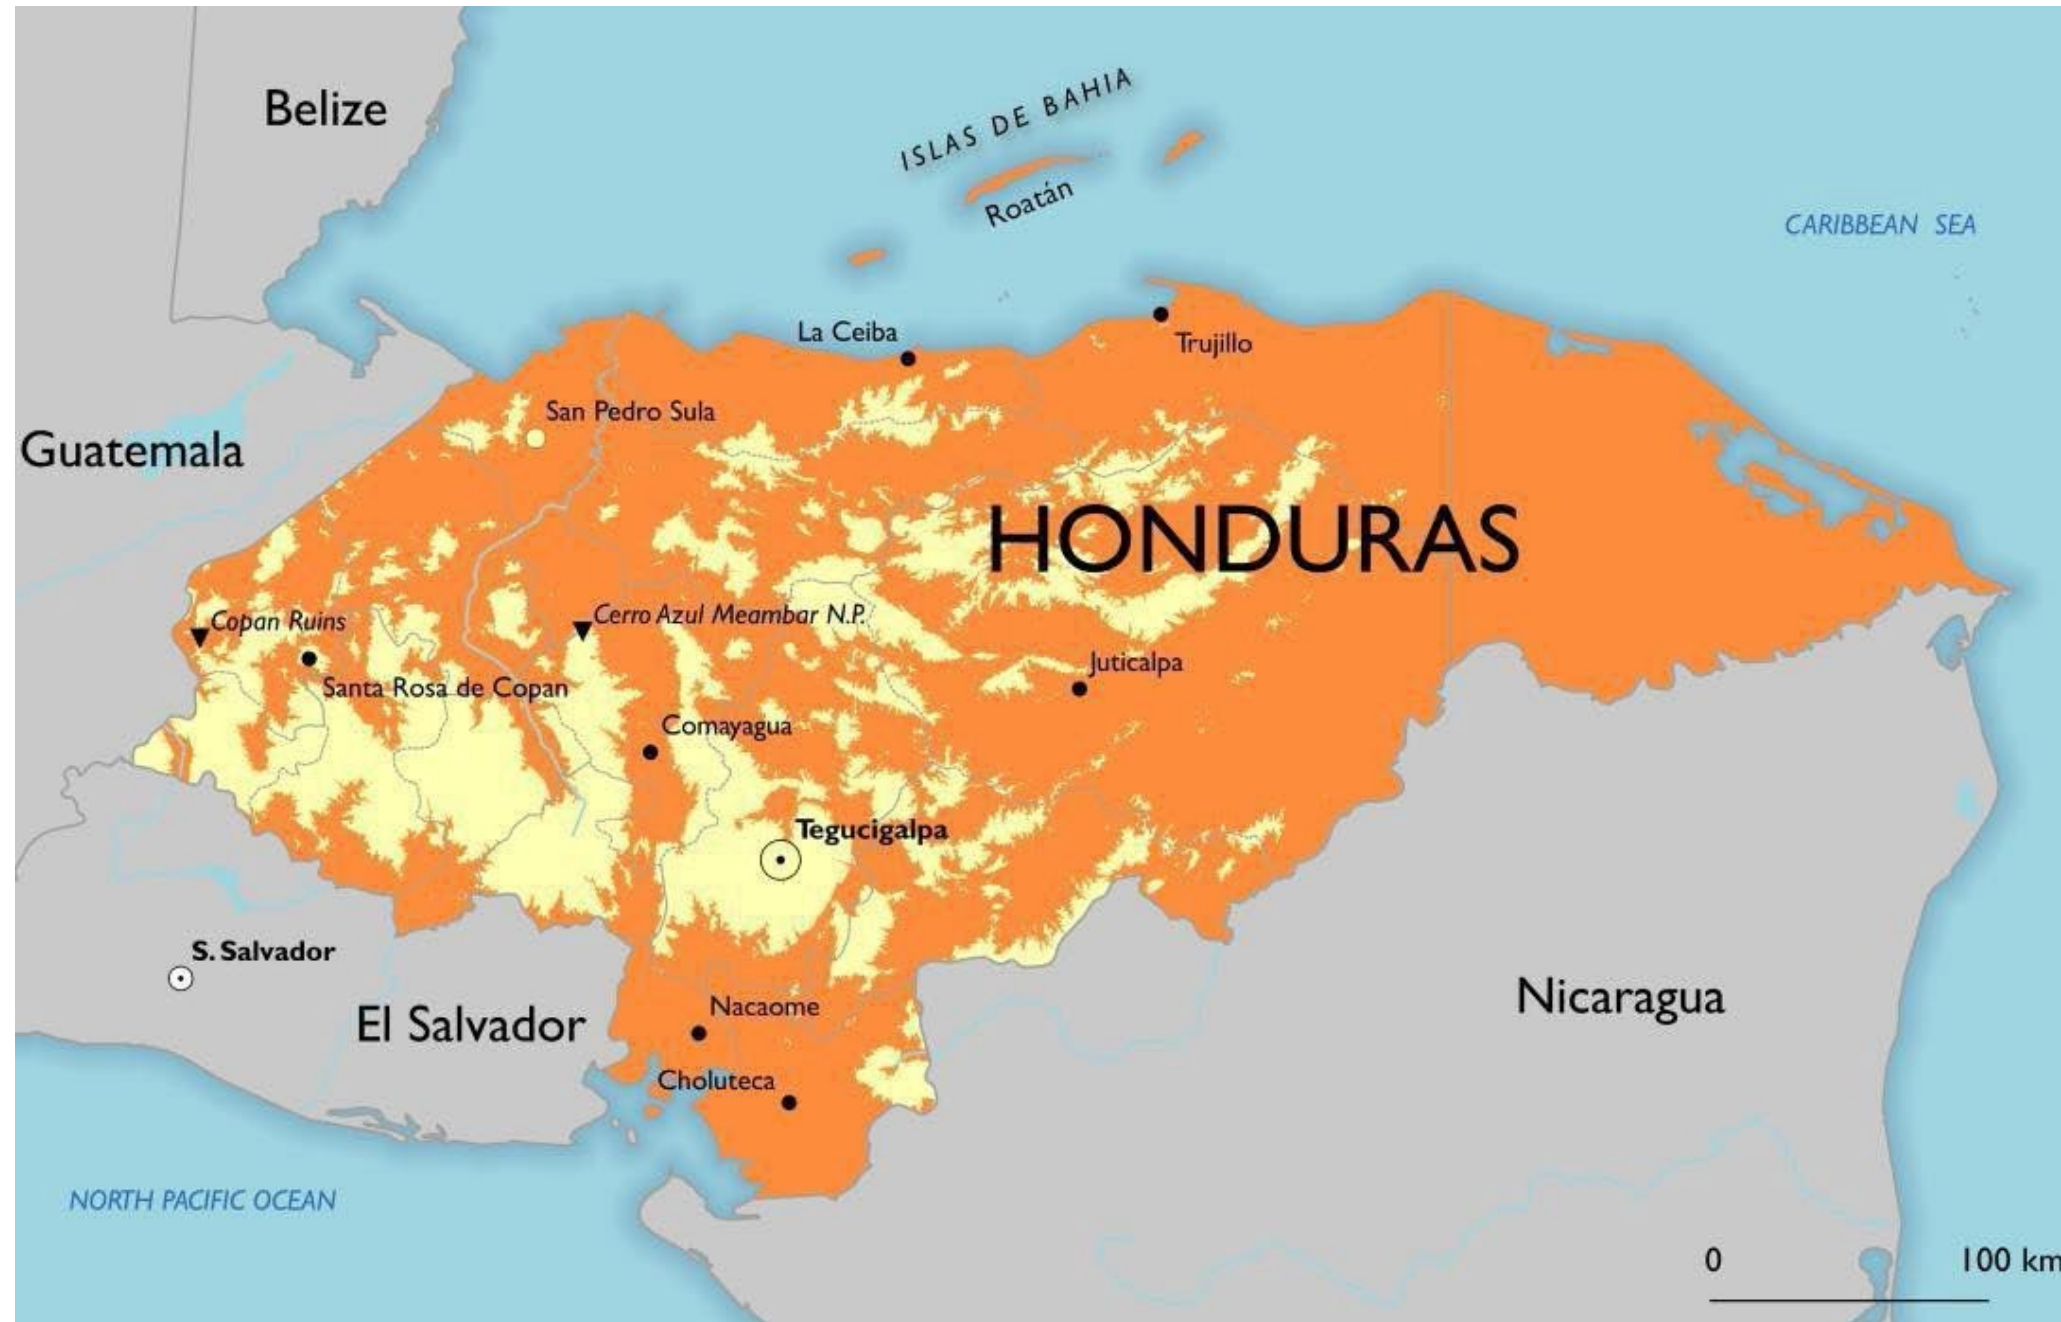 Belize
ISLAS DE BAHIA
Roatán
CARIBBEAN SEA
La Ceiba
Trujillo
San Pedro Sula
Guatemala
HONDURAS
Copan Ruins
Cerro Azul Meambar N.P.
Juticalpa
Santa Rosa de Copan
Comayagua
Tegucigalpa
S. Salvador
El Salvador
Nacaome
Nicaragua
Choluteca
NORTH PACIFIC OCEAN
0 100 km